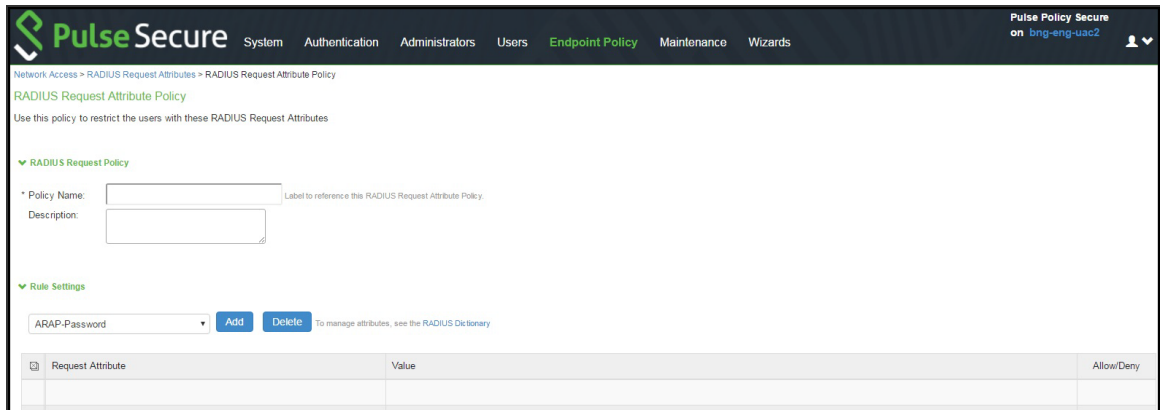 Pulse Secure System Authentication Administrators Users Endpoint Policy Maintenance Wizards
Pulse Policy Secure
on bng-eng-uac2
Network Access > RADIUS Request Attributes > RADIUS Request Attribute Policy
RADIUS Request Attribute Policy
Use this policy to restrict the users with these RADIUS Request Attributes
RADIUS Request Policy
* Policy Name: Label to reference this RADIUS Request Attribute Policy.
Description:
Rule Settings
ARAP-Password Add Delete To manage attributes, see the RADIUS Dictionary
Request Attribute Value Allow/Deny